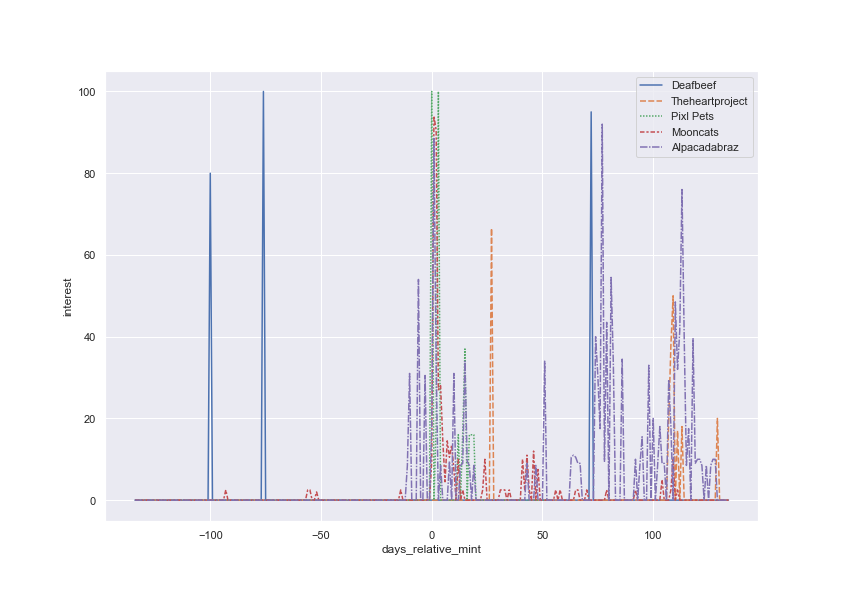 100
80
60
40
20
0
interest
−100
−50
0
50
100
days_relative_mint
Deafbeef
Theheartproject
Pixl Pets
Mooncats
Alpacadabraz